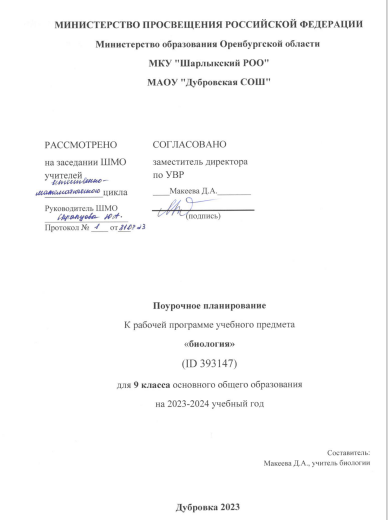 МИНИСТЕРСТВО ПРОСВЕЩЕНИЯ РОССИЙСКОЙ ФЕДЕРАЦИИ
Министерство образования Оренбургской области
МКУ "Шарлыкский РОО"
МАОУ "Дубровская СОШ"
РАССМОТРЕНО
на заседании ШМО
учителей
цикла
Руководитель ШМО
Протокол № 1 от
СОГЛАСОВАНО
заместитель директора
по УВР
Макеева Д.А.
(подпись)
Поурочное планирование
К рабочей программе учебного предмета
«биология»
(ID 393147)
для 9 класса основного общего образования
на 2023-2024 учебный год
Составитель:
Макеева Д.А., учитель биологии
Дубровка 2023